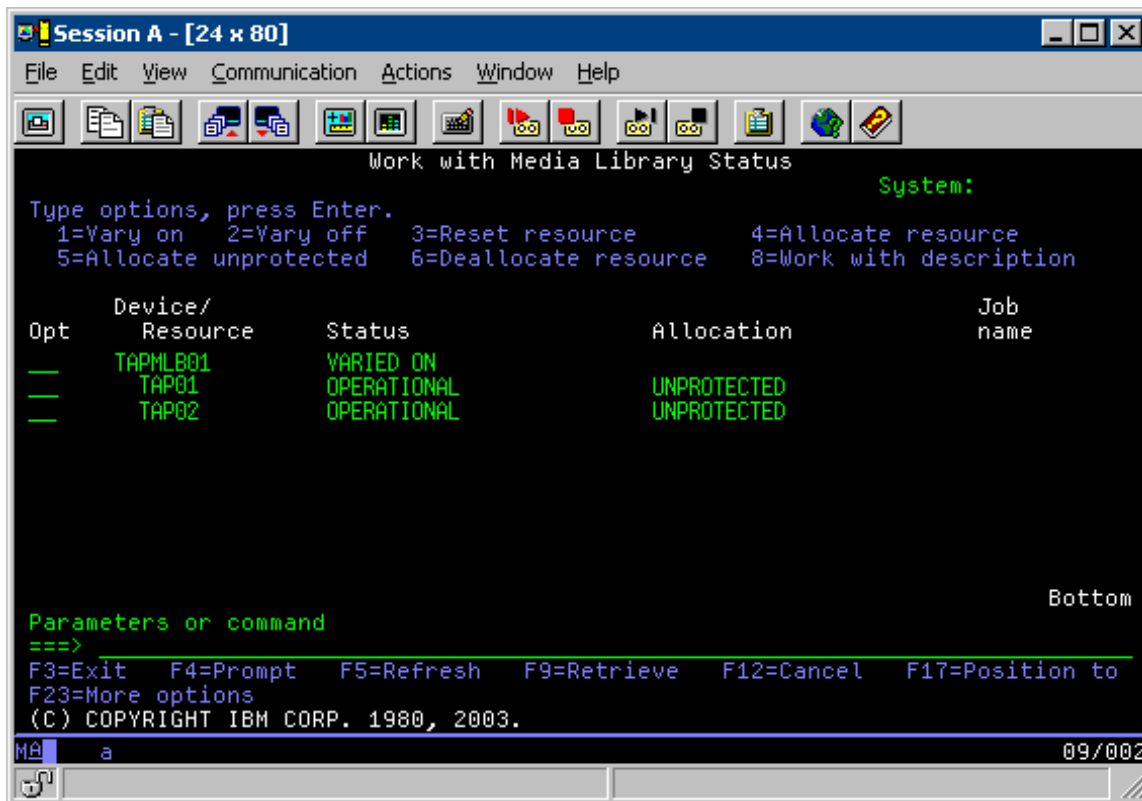 Session A - [24 x 80]
File Edit View Communication Actions Window Help
Work with Media Library Status
System:
Type options, press Enter.
1=Vary on 2=Vary off 3=Reset resource 4=Allocate resource
5=Allocate unprotected 6=Deallocate resource 8=Work with description
Device/ Job
Opt Resource Status Allocation name
TAPMLB01 VARIED ON
TAP01 OPERATIONAL UNPROTECTED
TAP02 OPERATIONAL UNPROTECTED
Bottom
Parameters or command
===>
F3=Exit F4=Prompt F5=Refresh F9=Retrieve F12=Cancel F17=Position to
F23=More options
(C) COPYRIGHT IBM CORP. 1980, 2003.
MA a 09/002